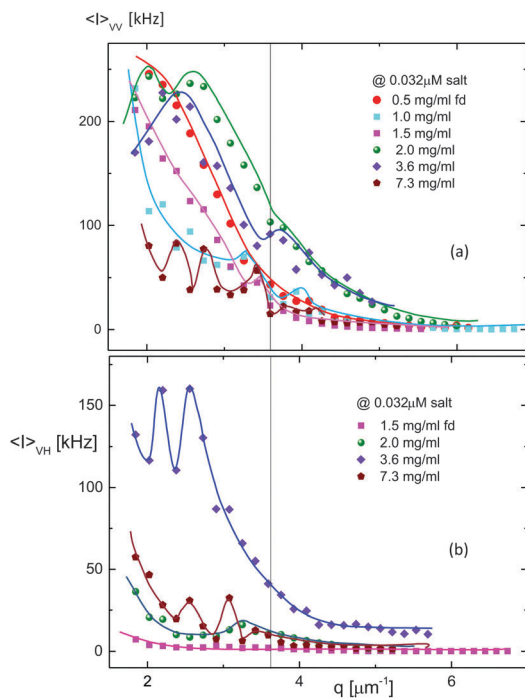 <I>VV [kHz]
250
200
150
100
50
0
@ 0.032µM salt
0.5 mg/ml fd
1.0 mg/ml
1.5 mg/ml
2.0 mg/ml
3.6 mg/ml
7.3 mg/ml
(a)
150
<I>VH [kHz]
100
50
0
@ 0.032µM salt
1.5 mg/ml fd
2.0 mg/ml
3.6 mg/ml
7.3 mg/ml
(b)
2 4 6
q [µm⁻¹]